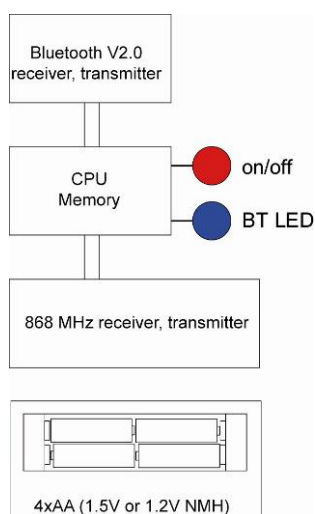 Bluetooth V2.0
receiver, transmitter
CPU
Memory
on/off
BT LED
868 MHz receiver, transmitter
4xAA (1.5V or 1.2V NMH)